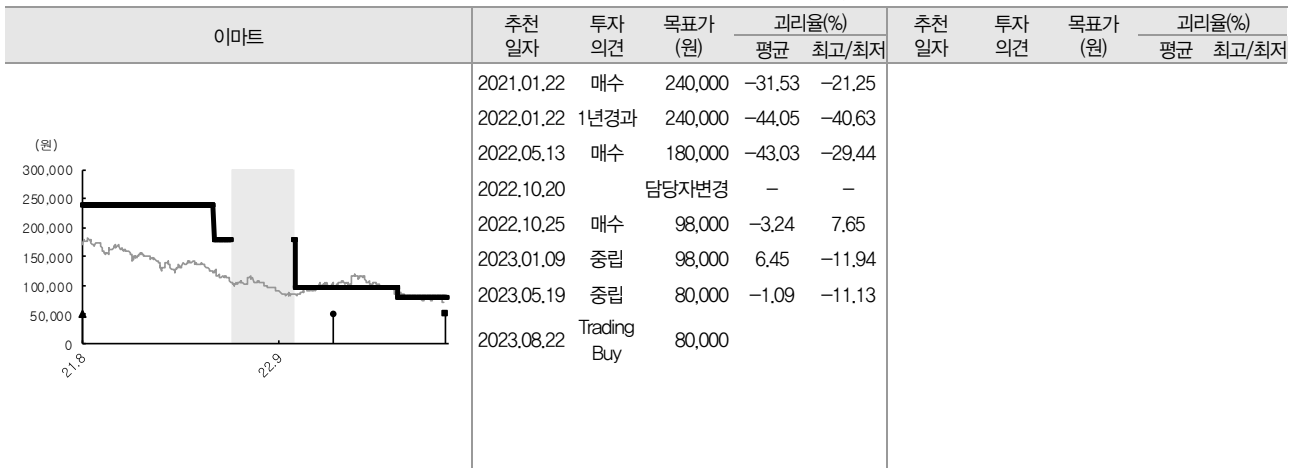 이마트
추천 일자 투자 의견 목표가 (원) 괴리율(%) 평균 최고/최저 추천 일자 투자 의견 목표가 (원) 괴리율(%) 평균 최고/최저
(원)
300,000
250,000
200,000
150,000
100,000
50,000
0
21.8
22.9
2021.01.22 매수 240,000 -31.53 -21.25
2022.01.22 1년경과 240,000 -44.05 -40.63
2022.05.13 매수 180,000 -43.03 -29.44
2022.10.20 담당자변경 - -
2022.10.25 매수 98,000 -3.24 7.65
2023.01.09 중립 98,000 6.45 -11.94
2023.05.19 중립 80,000 -1.09 -11.13
2023.08.22 Trading Buy 80,000